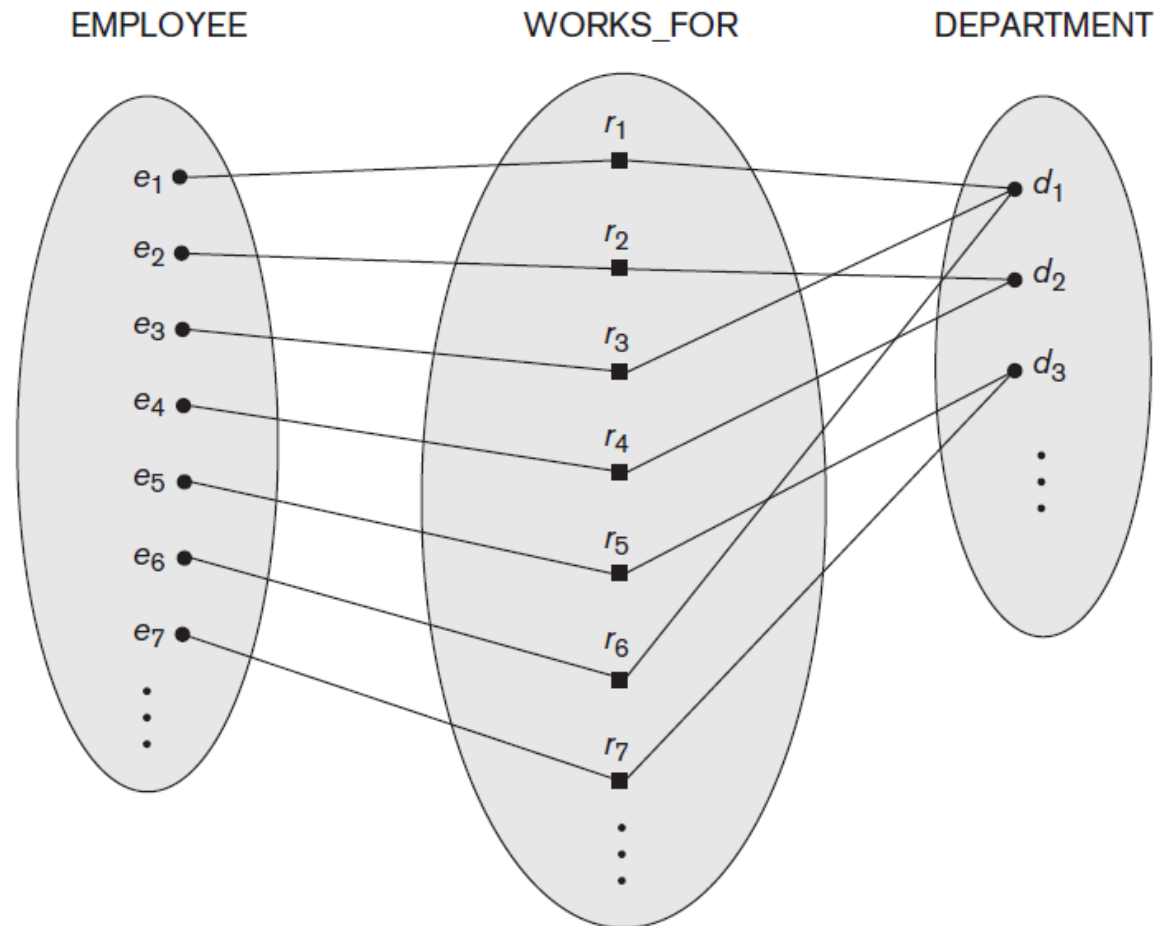 EMPLOYEE WORKS_FOR DEPARTMENT
r₁
e₁
d₁
r₂
e₂
d₂
e₃
r₃
d₃
e₄
r₄
e₅
r₅
e₆
r₆
e₇
r₇